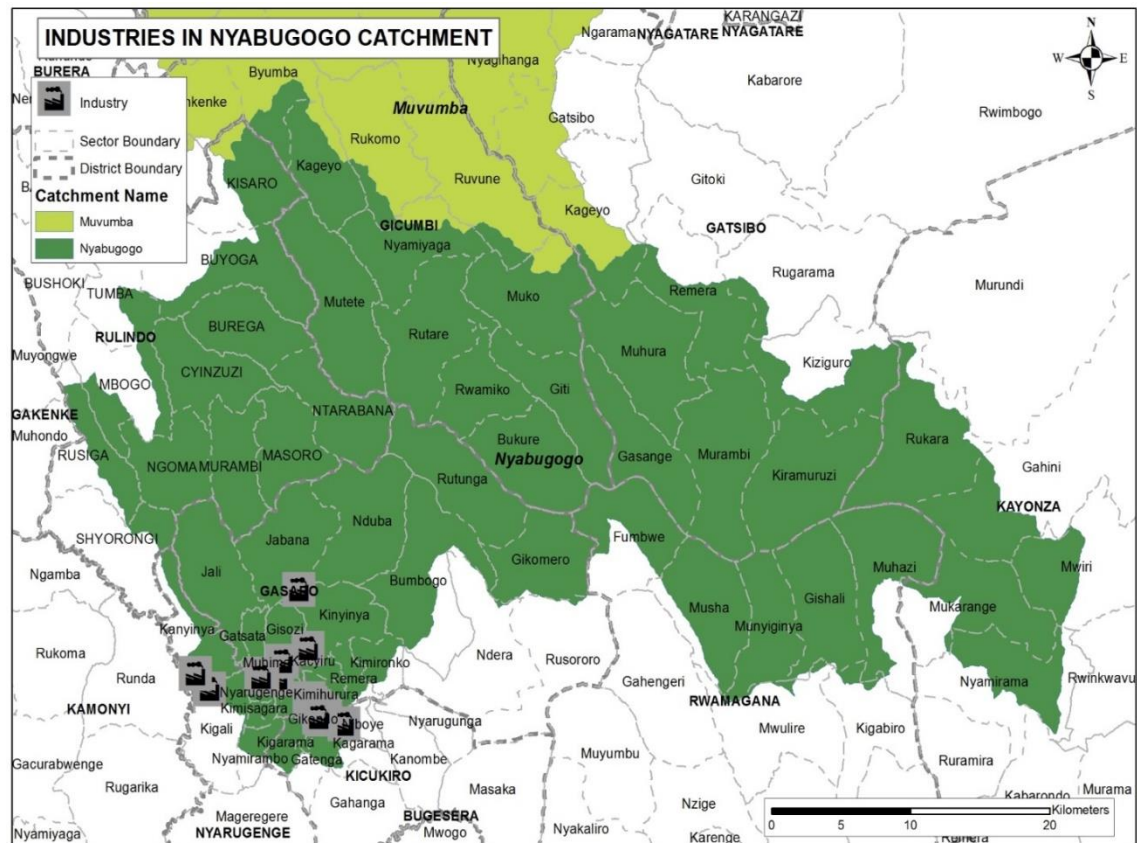 INDUSTRIES IN NYABUGOGO CATCHMENT
BURERA
Industry
Sector Boundary
District Boundary
Catchment Name
Muvumba
Nyabugogo
N
W E
S
KARANGAZI
Ngarama NYAGATARE NYAGATARE
Nyagihanga
Kabarore
Byumba
Muvumba
Gatsibo
Rwimbogo
Rukomo
Kageyo
Ruvune
KISARO
Gitoki
Kageyo
GICUMBI
GATSIBO
Nyamiyaga
BUYOGA
Rugarama
BUSHOKI
TUMBA
Remera
Murundi
Mutete
Muko
BUREGA
RULINDO
Rutare
Muhura
Muyongwe
Kiziguro
CYINZUZI
MBOGO
Rwamiko
Giti
GAKENKE
NTARABANA
Muhondo
Bukure
Rukara
RUSIGA
MASORO
Nyabugogo
Gasange
Murambi
NGOMA
MURAMBI
Kiramuruzi
Gahini
Rutunga
Nduba
KAYONZA
SHYORONGI
Jabana
Fumbwe
Gikomero
Ngamba
Jali
Muhazi
Mwiri
Bumbogo
GASABO
Musha
Gishali
Mukarange
Kinyinya
Munyiginya
Kanyinya
Gatsata
Gisozi
Rukoma
Kacyiru
Kimironko
Ndera
Rusororo
Runda
Remera
Gahengeri
Nyamirama
Rwinkwavu
Nyarugenge
Kimihurura
KAMONYI
Kimisagara
RWAMAGANA
Kigali
Nyarugunga
Mwulire
Kigabiro
Kigarama
Kagarama
Gacurabwenge
Nyamirambo
Gatenga
Kanombe
Muyumbu
Ruramira
KICUKIRO
Rugarika
Masaka
Kabarondo
Murama
Gahanga
Nzige
Mageregere
BUGESERA
Kilometers
Nyamiyaga
NYARUGENGE
Mwogo
Nyakaliro
Karenge
0 5 10 20